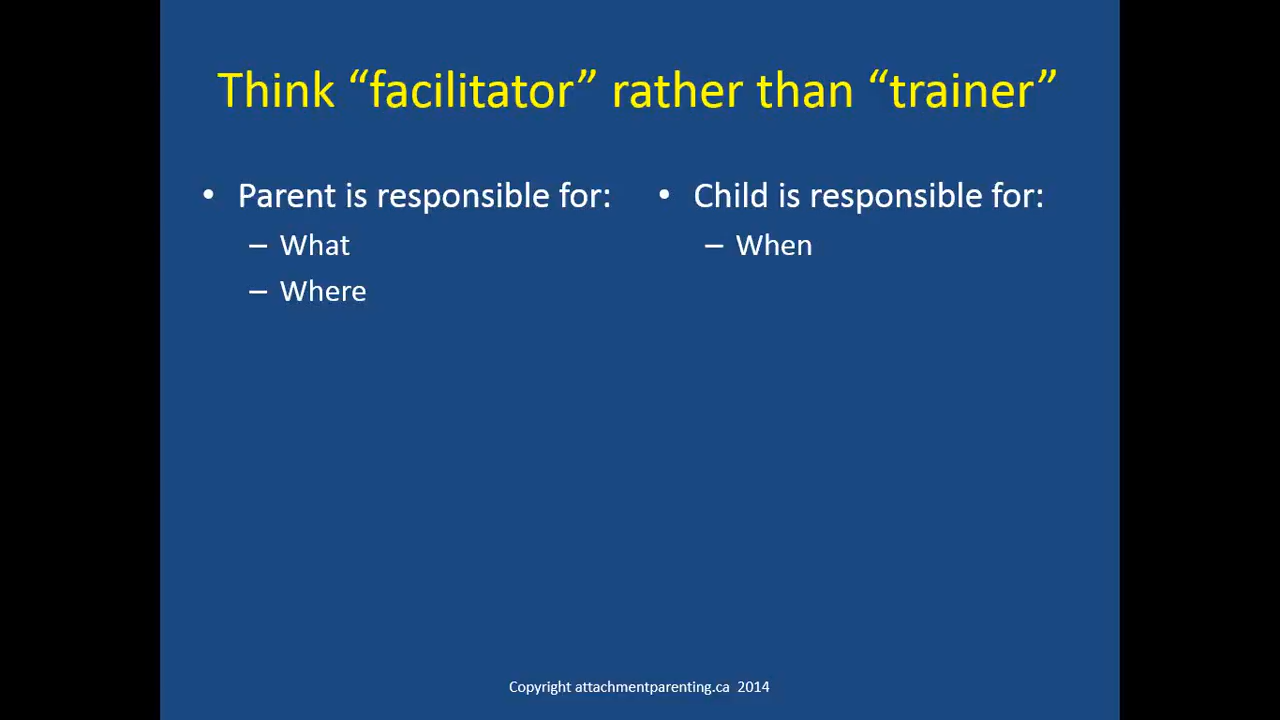 Think “facilitator” rather than “trainer”
• Parent is responsible for:
– What
– Where
• Child is responsible for:
– When
Copyright attachmentparenting.ca 2014